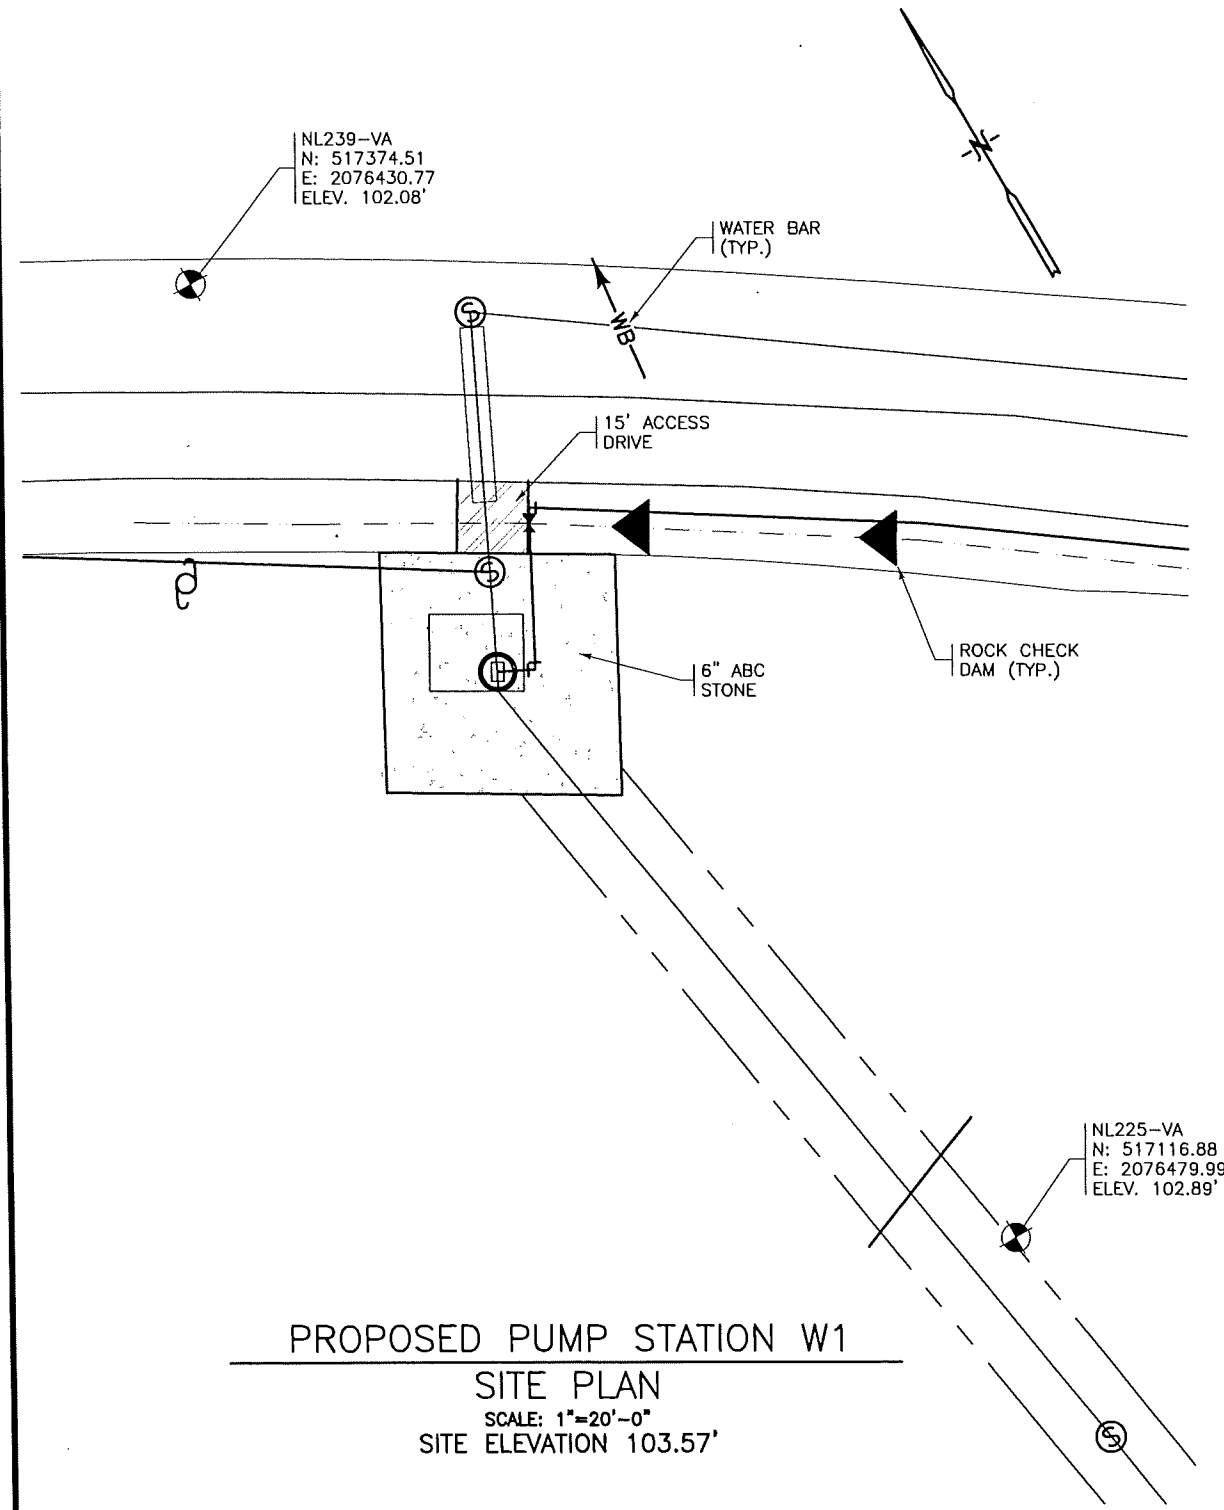 NL239-VA
N: 517374.51
E: 2076430.77
ELEV. 102.08'
N
WATER BAR
(TYP.)
S
WB
15' ACCESS
DRIVE
S
6" ABC
STONE
ROCK CHECK
DAM (TYP.)
NL225-VA
N: 517116.88
E: 2076479.99
ELEV. 102.89'
PROPOSED PUMP STATION W1
SITE PLAN
SCALE: 1"=20'-0"
SITE ELEVATION 103.57'
S